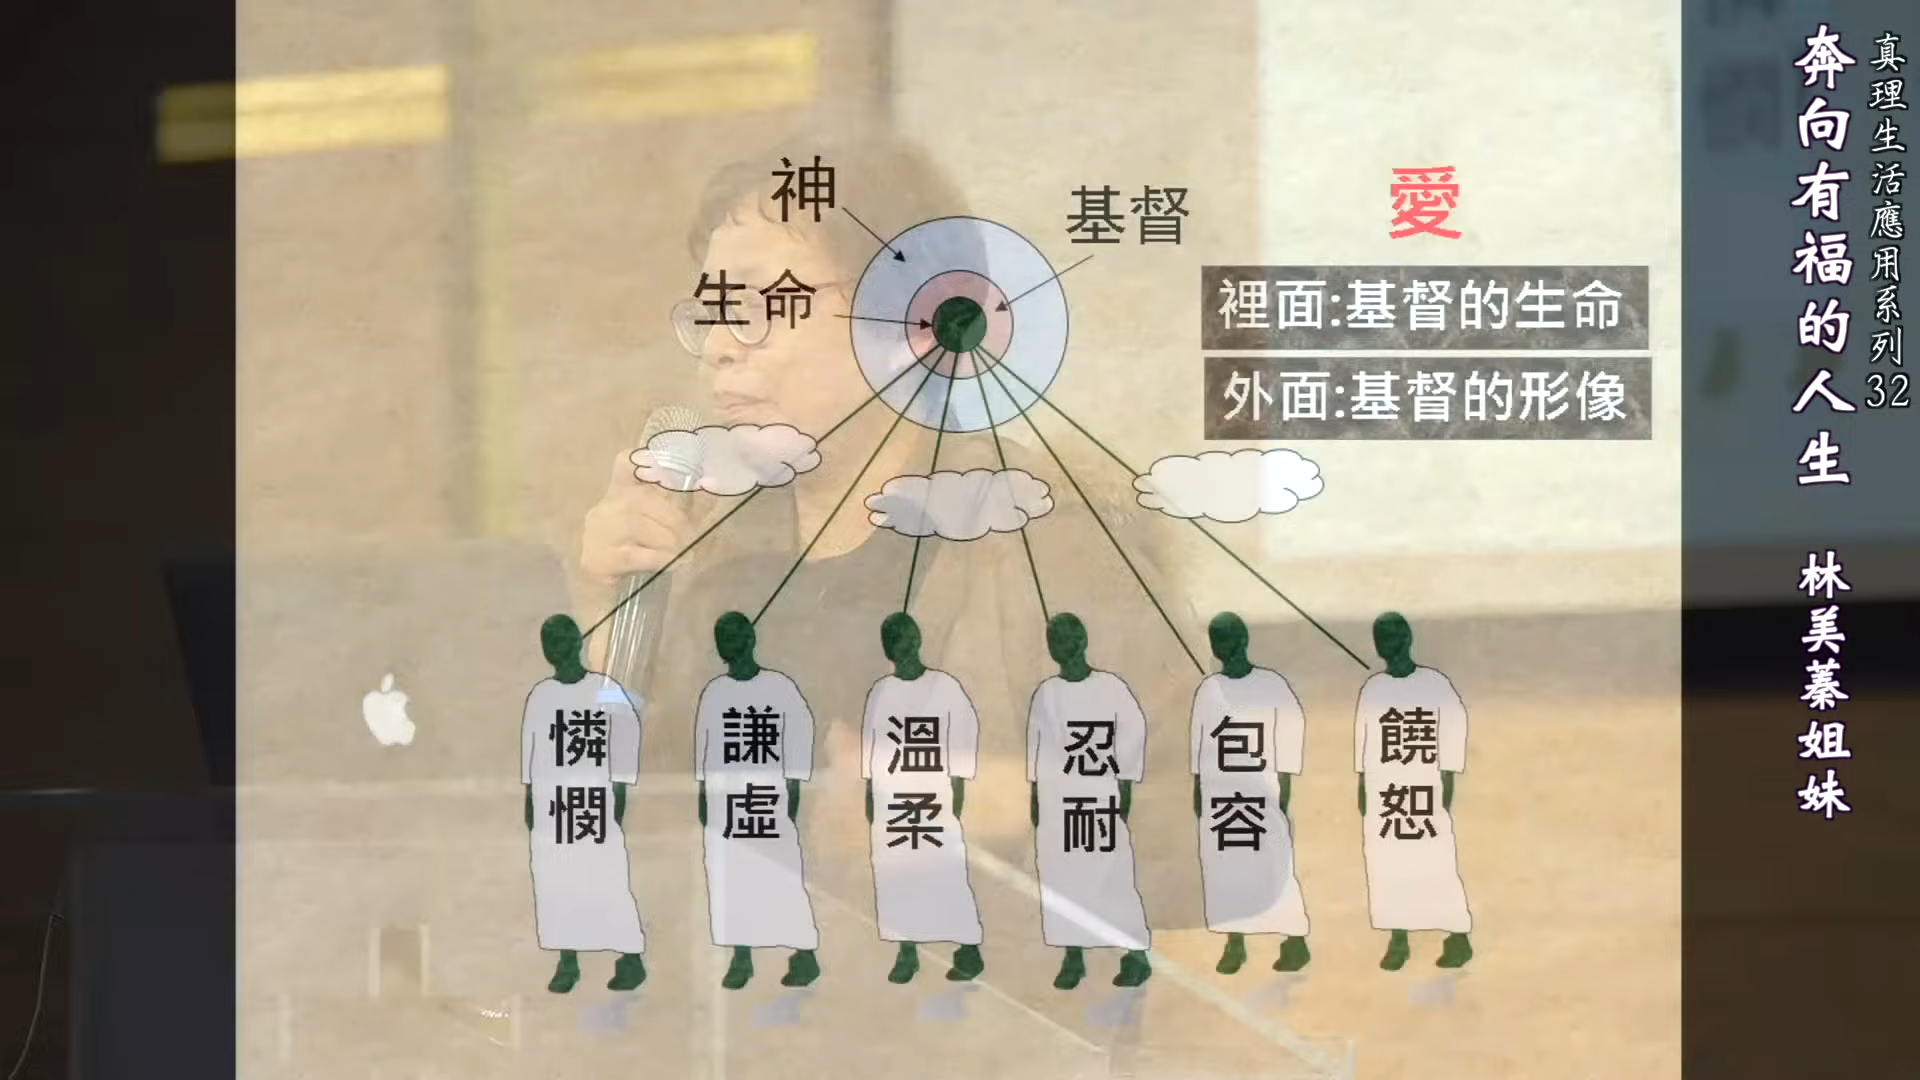 真理生活應用系列32
奔向有福的人生 林美蓁姐妹
神
基督
愛
生命
裡面:基督的生命
外面:基督的形像
憐憫
謙虛
溫柔
忍耐
包容
饒恕